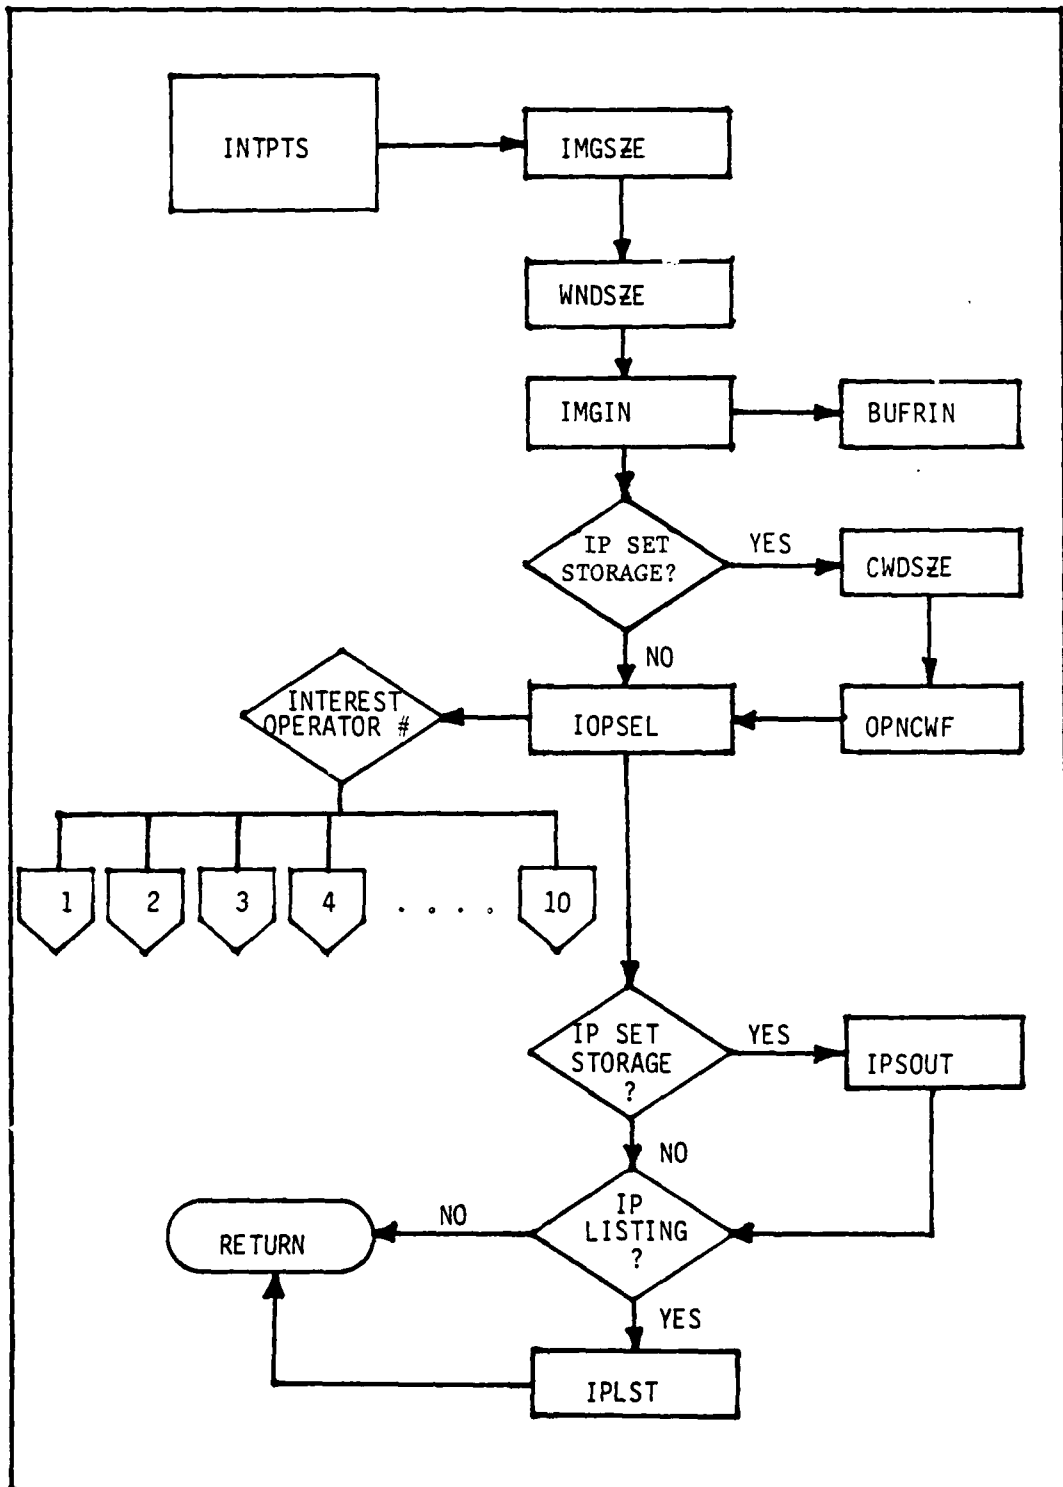 INTPTS
IMGSZE
WNDSZE
IMGIN
BUFRIN
IP SET
STORAGE?
YES
CWDSZE
NO
INTEREST
OPERATOR #
IOPSEL
OPNCWF
1 2 3 4 . . . . 10
IP SET
STORAGE
?
YES
IPSOUT
NO
IP
LISTING
?
NO
RETURN
YES
IPLST